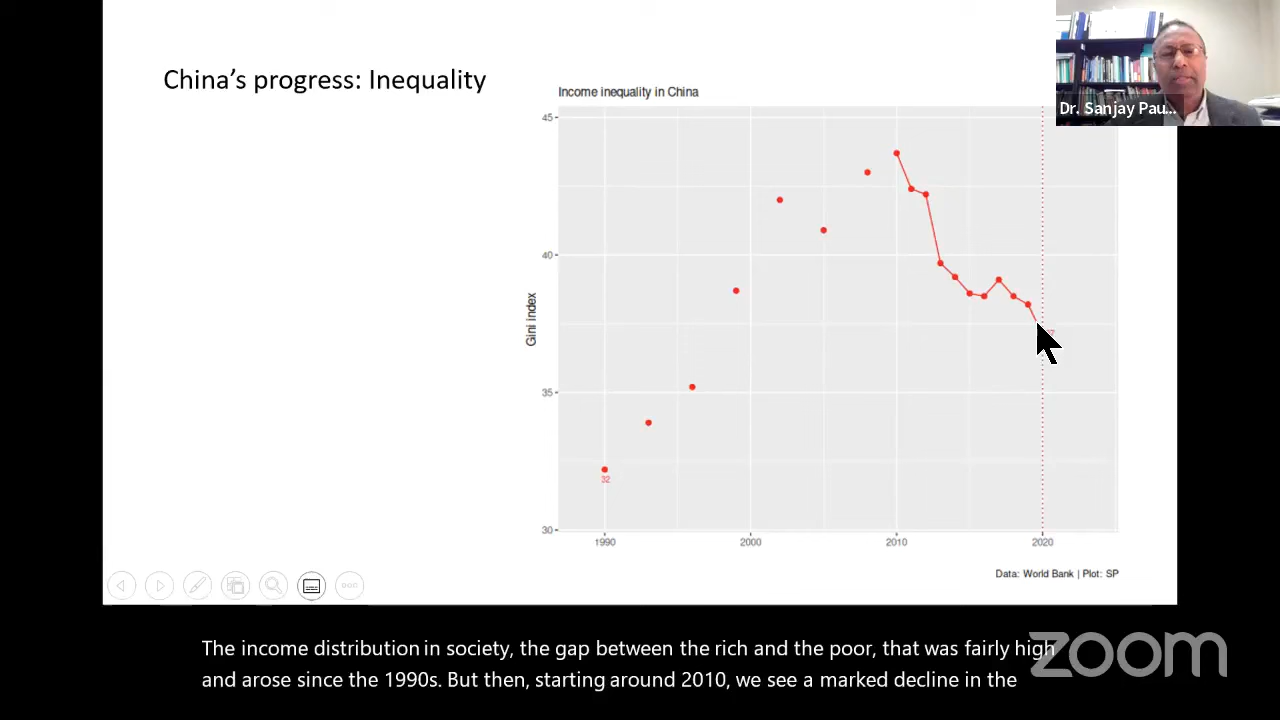 China's progress: Inequality
Income inequality in China
Dr. Sanjay Pau...
45
40
35
30
Gini index
32
7
1990 2000 2010 2020
Data: World Bank | Plot: SP
The income distribution in society, the gap between the rich and the poor, that was fairly high
and arose since the 1990s. But then, starting around 2010, we see a marked decline in the
zoom